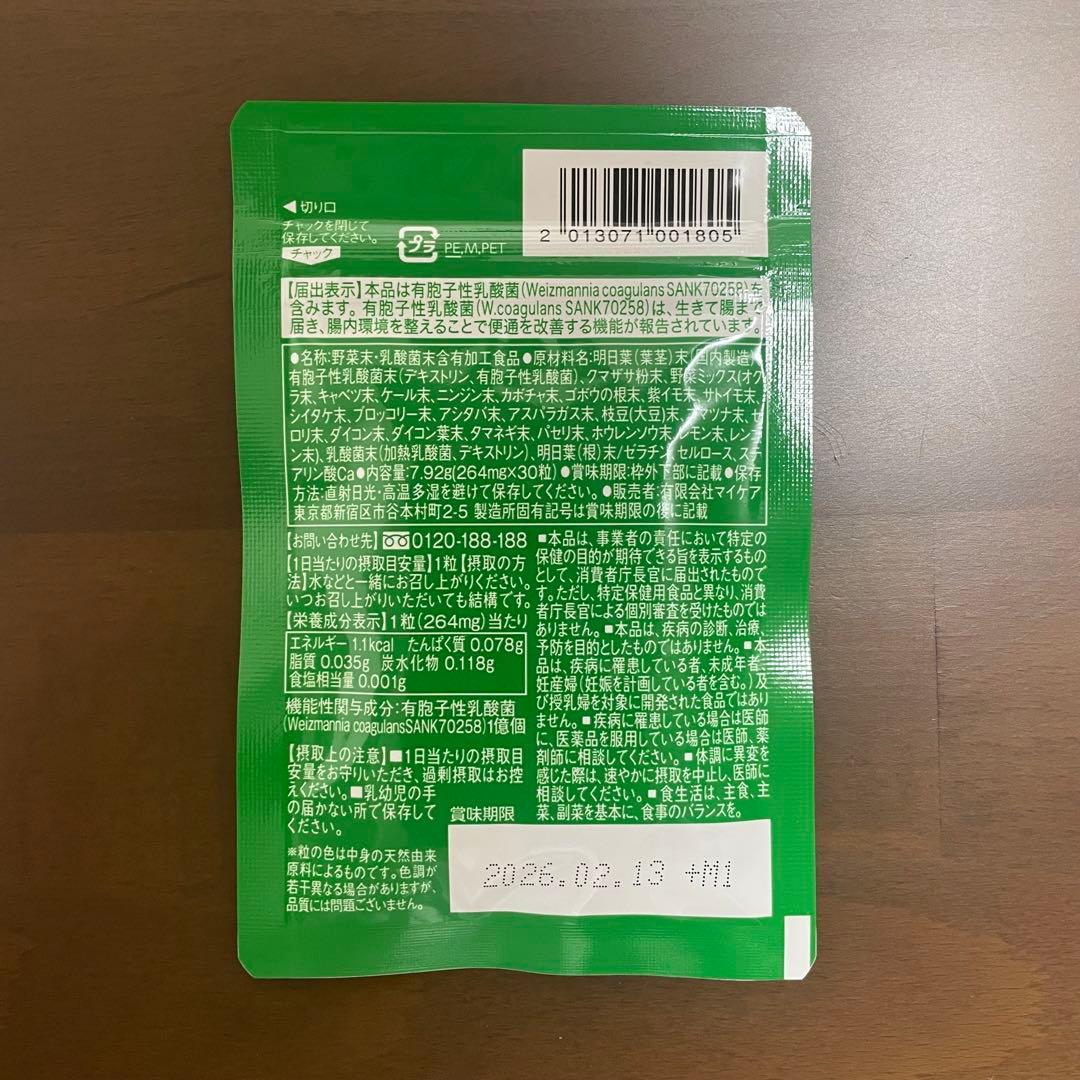 ◀切り口
チャックを閉じて
保存してください。
チャック
プラ PE,M,PET
2 013071 001805
【届出表示】本品は有胞子性乳酸菌(Weizmannia coagulans SANK70258)を
含みます。有胞子性乳酸菌(W.coagulans SANK70258)は、生きて腸まで
届き、腸内環境を整えることで便通を改善する機能が報告されています。
●名称:野菜末・乳酸菌末含有加工食品●原材料名:明日葉(葉茎)末(国内製造)、
有胞子性乳酸菌末(デキストリン、有胞子性乳酸菌)、クマザサ粉末、野菜ミックス(オク
ラ末、キャベツ末、ケール末、ニンジン末、カボチャ末、ゴボウの根末、紫イモ末、サトイモ末、
シイタケ末、ブロッコリー末、アシタバ末、アスパラガス末、枝豆(大豆)末、コマツナ末、セ
ロリ末、ダイコン末、ダイコン葉末、タマネギ末、パセリ末、ホウレンソウ末、レモン末、レンコ
ン末)、乳酸菌末(加熱乳酸菌、デキストリン)、明日葉(根)末/ゼラチン、セルロース、ステ
アリン酸Ca●内容量:7.92g(264mg×30粒)●賞味期限:枠外下部に記載●保存
方法:直射日光・高温多湿を避けて保存してください。●販売者:有限会社マイケア
東京都新宿区市谷本村町2-5 製造所固有記号は賞味期限の後に記載
【お問い合わせ先】0120-188-188
【1日当たりの摂取目安量】1粒【摂取の方
法】水などと一緒にお召し上がりください。
いつお召し上がりいただいても結構です。
【栄養成分表示】1粒(264mg)当たり
エネルギー 1.1kcal たんぱく質 0.078g
脂質 0.035g 炭水化物 0.118g
食塩相当量 0.001g
機能性関与成分:有胞子性乳酸菌
(Weizmannia coagulansSANK70258)1億個
【摂取上の注意】■1日当たりの摂取目
安量をお守りいただき、過剰摂取はお控
えください。■乳幼児の手
の届かない所で保存して
ください。
※粒の色は中身の天然由来
原料によるものです。色調が
若干異なる場合がありますが、
品質には問題ございません。
■本品は、事業者の責任において特定の
保健の目的が期待できる旨を表示するもの
として、消費者庁長官に届出されたもので
す。ただし、特定保健用食品と異なり、消費
者庁長官による個別審査を受けたものでは
ありません。■本品は、疾病の診断、治療、
予防を目的としたものではありません。■本
品は、疾病に罹患している者、未成年者、
妊産婦(妊娠を計画している者を含む。)及
び授乳婦を対象に開発された食品ではあり
ません。■疾病に罹患している場合は医師
に、医薬品を服用している場合は医師、薬
剤師に相談してください。■体調に異変を
感じた際は、速やかに摂取を中止し、医師に
相談してください。■食生活は、主食、主
菜、副菜を基本に、食事のバランスを。
賞味期限
2026.02.13 +M1